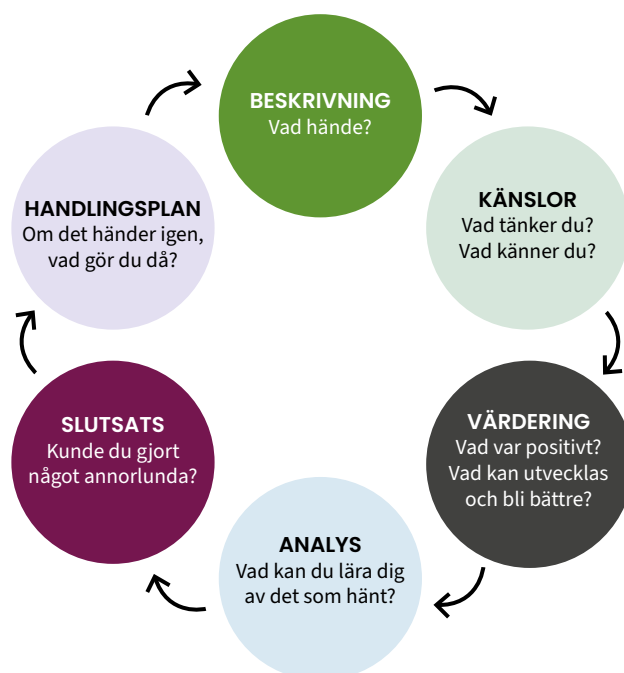 BESKRIVNING
Vad hände?
KÄNSLOR
Vad tänker du?
Vad känner du?
VÄRDERING
Vad var positivt?
Vad kan utvecklas
och bli bättre?
ANALYS
Vad kan du lära dig
av det som hänt?
SLUTSATS
Kunde du gjort
något annorlunda?
HANDLINGSPLAN
Om det händer igen,
vad gör du då?